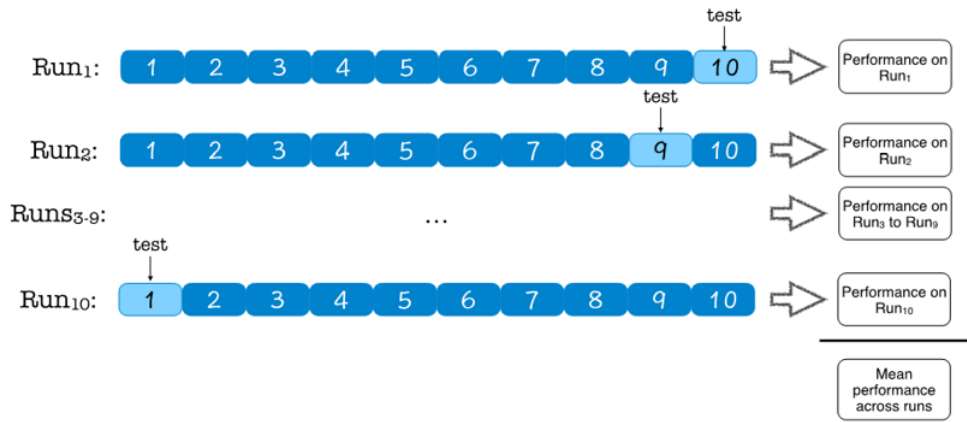 test
Run₁: 1 2 3 4 5 6 7 8 9 10 Performance on
Run₁
test
Run₂: 1 2 3 4 5 6 7 8 9 10 Performance on
Run₂
Runs₃₋₉: ... Performance on
Run₃ to Run₉
test
Run₁₀: 1 2 3 4 5 6 7 8 9 10 Performance on
Run₁₀
Mean
performance
across runs